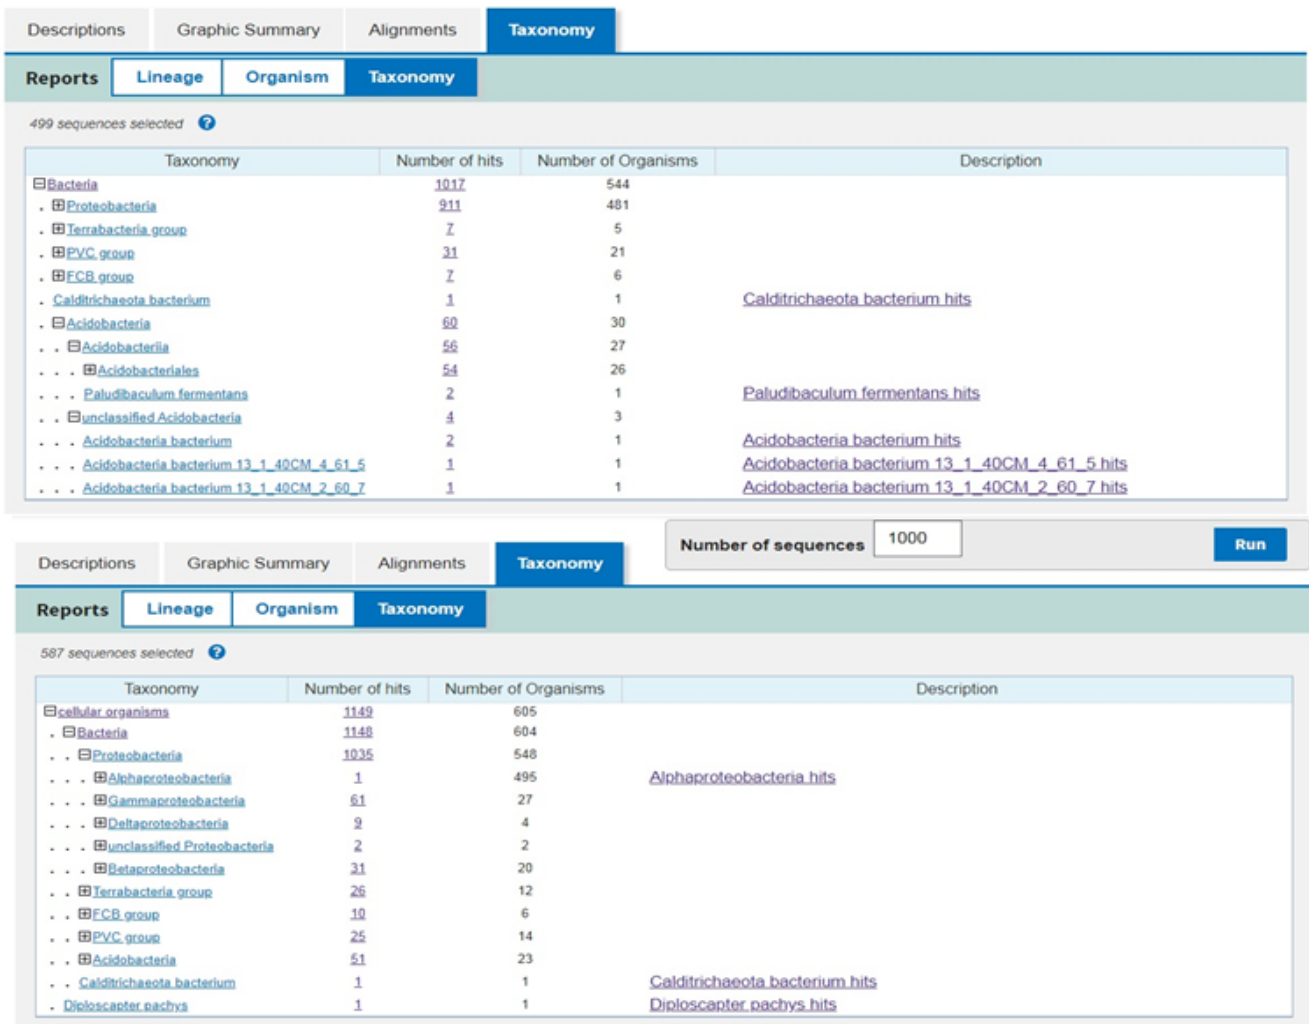 Descriptions Graphic Summary Alignments Taxonomy
Reports Lineage Organism Taxonomy
499 sequences selected ?
Taxonomy Number of hits Number of Organisms Description
Bacteria 1017 544
. Proteobacteria 911 481
. Terrabacteria group 7 5
. PVC group 31 21
. FCB group 7 6
. Calditrichaeota bacterium 1 1 Calditrichaeota bacterium hits
. Acidobacteria 60 30
. . Acidobacteriia 56 27
. . . Acidobacteriales 54 26
. . . Paludibaculum fermentans 2 1 Paludibaculum fermentans hits
. . unclassified Acidobacteria 4 3
. . . Acidobacteria bacterium 2 1 Acidobacteria bacterium hits
. . . Acidobacteria bacterium 13_1_40CM_4_61_5 1 1 Acidobacteria bacterium 13_1_40CM_4_61_5 hits
. . . Acidobacteria bacterium 13_1_40CM_2_60_7 1 1 Acidobacteria bacterium 13_1_40CM_2_60_7 hits
Number of sequences 1000 Run
Descriptions Graphic Summary Alignments Taxonomy
Reports Lineage Organism Taxonomy
587 sequences selected ?
Taxonomy Number of hits Number of Organisms Description
cellular organisms 1149 605
. Bacteria 1148 604
. . Proteobacteria 1035 548
. . . Alphaproteobacteria 1 495 Alphaproteobacteria hits
. . . Gammaproteobacteria 61 27
. . . Deltaproteobacteria 9 4
. . . unclassified Proteobacteria 2 2
. . . Betaproteobacteria 31 20
. . Terrabacteria group 26 12
. . FCB group 10 6
. . PVC group 25 14
. . Acidobacteria 51 23
. . Calditrichaeota bacterium 1 1 Calditrichaeota bacterium hits
. Diploscapter pachys 1 1 Diploscapter pachys hits